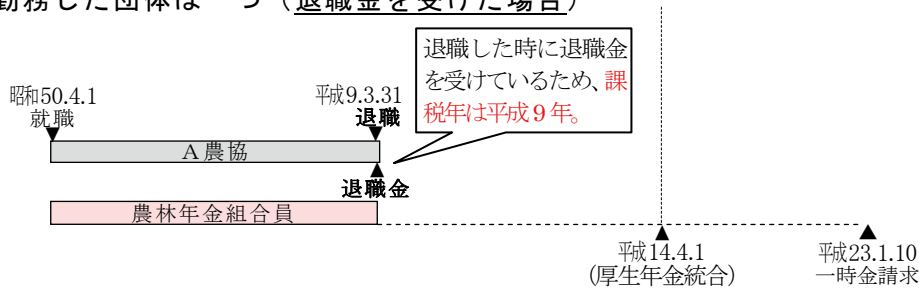 勤務した団体は一つ（退職金を受けた場合）
退職した時に退職金
を受けているため、課
税年は平成９年。
昭和50.4.1
就職
平成9.3.31
退職
Ａ農協
退職金
農林年金組合員
平成14.4.1
(厚生年金統合)
平成23.1.10
一時金請求